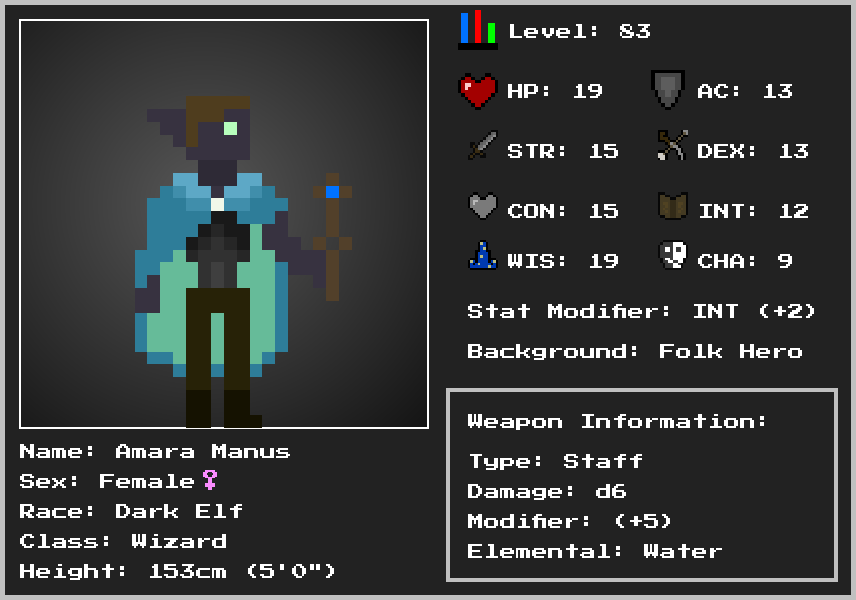 Level: 83
HP: 19 AC: 13
STR: 15 DEX: 13
CON: 15 INT: 12
WIS: 19 CHA: 9
Stat Modifier: INT (+2)
Background: Folk Hero
Weapon Information:
Type: Staff
Damage: d6
Modifier: (+5)
Elemental: Water
Name: Amara Manus
Sex: Female♀
Race: Dark Elf
Class: Wizard
Height: 153cm (5'0")